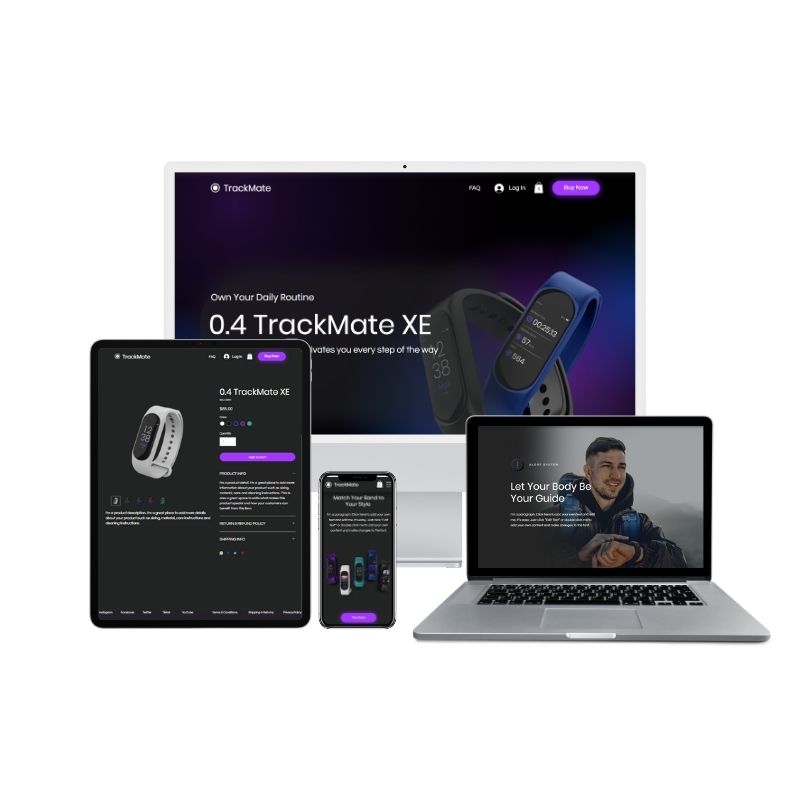 TrackMate
FAQ
Log In
Buy Now
Own Your Daily Routine
0.4 TrackMate XE
ivates you every step of the way
00:25:13
57
564
TrackMate
FAQ
Log In
Buy Now
0.4 TrackMate XE
$85.00
Color
Quantity
Add to Cart
PRODUCT INFO
I'm a product detail. I'm a great place to add more
information about your product such as sizing,
material, care and cleaning instructions. This is
also a great space to write what makes this
product special and how your customers can
benefit from this item.
RETURN & REFUND POLICY
SHIPPING INFO
12
38
I'm a product description. I'm a great place to add more details
about your product such as sizing, material, care instructions and
cleaning instructions.
Instagram
Facebook
Twitter
Tiktok
YouTube
Terms & Conditions
Shipping & Returns
Privacy Policy
TrackMate
Match Your Band to
Your Style
I'm a paragraph. Click here to add your own
text and edit me. It's easy. Just click "Edit
Text" or double click me to add your own
content and make changes to the font.
Buy Now
ALERT SYSTEM
Let Your Body Be
Your Guide
I'm a paragraph. Click here to add your own text and edit
me. It's easy. Just click "Edit Text" or double click me to
add your own content and make changes to the font.